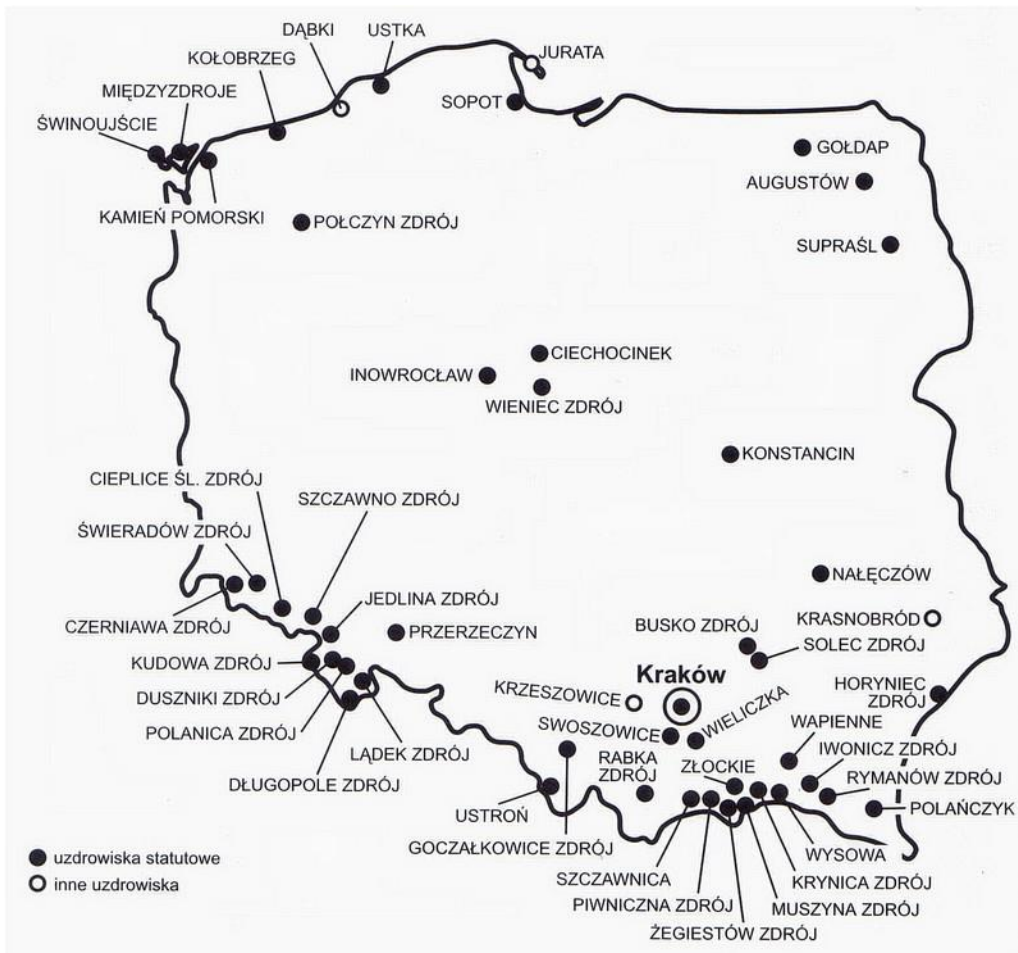 DĄBKI
USTKA
KOŁOBRZEG
JURATA
MIĘDZYZDROJE
SOPOT
ŚWINOUJŚCIE
GOŁDAP
AUGUSTÓW
KAMIEŃ POMORSKI
POŁCZYN ZDRÓJ
SUPRAŚL
CIECHOCINEK
INOWROCŁAW
WIENIEC ZDRÓJ
KONSTANCIN
CIEPLICE ŚL. ZDRÓJ
SZCZAWNO ZDRÓJ
ŚWIERADÓW ZDRÓJ
NAŁĘCZÓW
JEDLINA ZDRÓJ
KRASNOBRÓD
CZERNIAWA ZDRÓJ
PRZERZECZYN
BUSKO ZDRÓJ
SOLEC ZDRÓJ
KUDOWA ZDRÓJ
Kraków
HORYNIEC
ZDRÓJ
DUSZNIKI ZDRÓJ
KRZESZOWICE
WIELICZKA
POLANICA ZDRÓJ
SWOSZOWICE
WAPIENNE
LĄDEK ZDRÓJ
RABKA
ZDRÓJ
ZŁOCKIE
IWONICZ ZDRÓJ
DŁUGOPOLE ZDRÓJ
RYMANÓW ZDRÓJ
USTROŃ
POLAŃCZYK
GOCZAŁKOWICE ZDRÓJ
WYSOWA
uzdrowiska statutowe
inne uzdrowiska
SZCZAWNICA
KRYNICA ZDRÓJ
PIWNICZNA ZDRÓJ
MUSZYNA ZDRÓJ
ŻEGIESTÓW ZDRÓJ